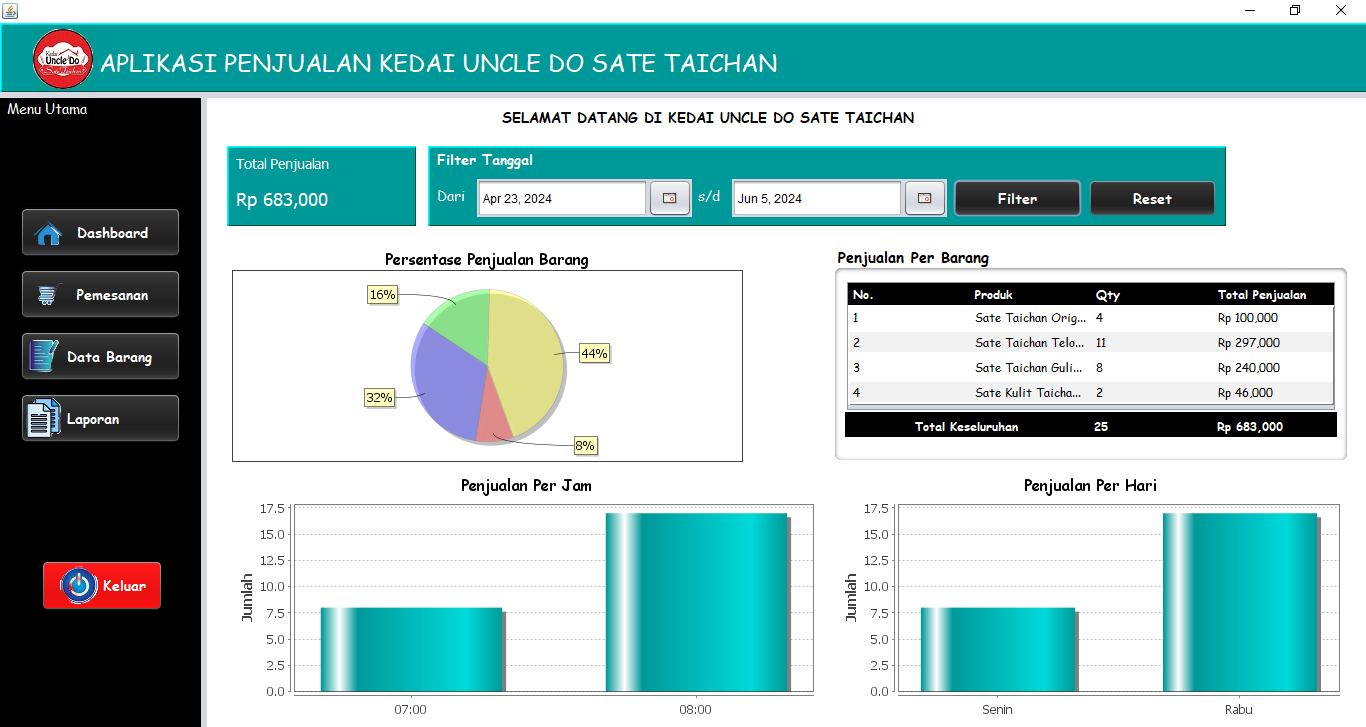 Kedai
Uncle'Do
Sate Taichan
APLIKASI PENJUALAN KEDAI UNCLE DO SATE TAICHAN
Menu Utama
Dashboard
Pemesanan
Data Barang
Laporan
Keluar
SELAMAT DATANG DI KEDAI UNCLE DO SATE TAICHAN
Total Penjualan
Rp 683,000
Filter Tanggal
Dari Apr 23, 2024 s/d Jun 5, 2024 Filter Reset
Persentase Penjualan Barang
16%
44%
32%
8%
Penjualan Per Barang
No. Produk Qty Total Penjualan
1 Sate Taichan Orig... 4 Rp 100,000
2 Sate Taichan Telo... 11 Rp 297,000
3 Sate Taichan Guli... 8 Rp 240,000
4 Sate Kulit Taicha... 2 Rp 46,000
Total Keseluruhan 25 Rp 683,000
Penjualan Per Jam
Jumlah
17.5
15.0
12.5
10.0
7.5
5.0
2.5
0.0
07:00 08:00
Penjualan Per Hari
Jumlah
17.5
15.0
12.5
10.0
7.5
5.0
2.5
0.0
Senin Rabu